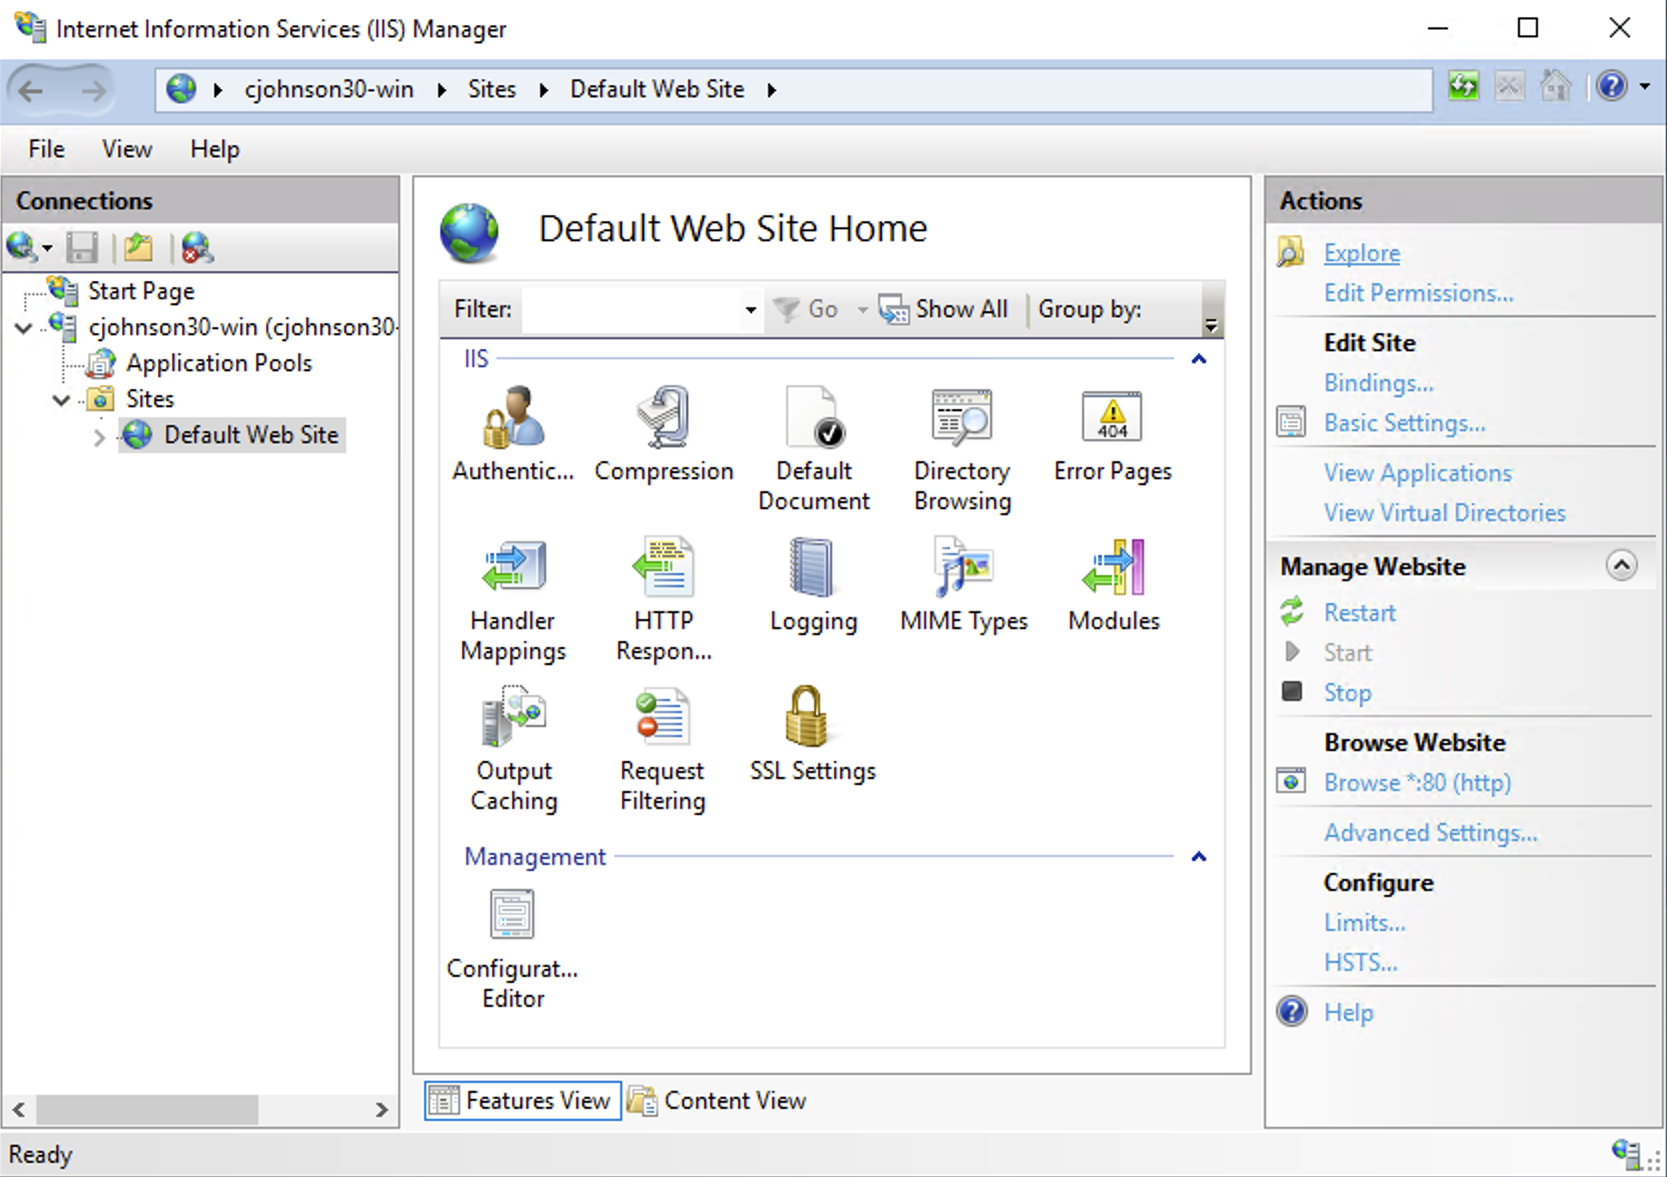 Internet Information Services (IIS) Manager
cjohnson30-win Sites Default Web Site
File View Help
Connections
Start Page
cjohnson30-win (cjohnson30-
Application Pools
Sites
Default Web Site
Default Web Site Home
Filter: Go Show All Group by:
IIS
Authentic... Compression Default Document Directory Browsing Error Pages
404
Handler Mappings HTTP Respon... Logging MIME Types Modules
Output Caching Request Filtering SSL Settings
Management
Configurat... Editor
Features View Content View
Actions
Explore
Edit Permissions...
Edit Site
Bindings...
Basic Settings...
View Applications
View Virtual Directories
Manage Website
Restart
Start
Stop
Browse Website
Browse *:80 (http)
Advanced Settings...
Configure
Limits...
HSTS...
Help
Ready